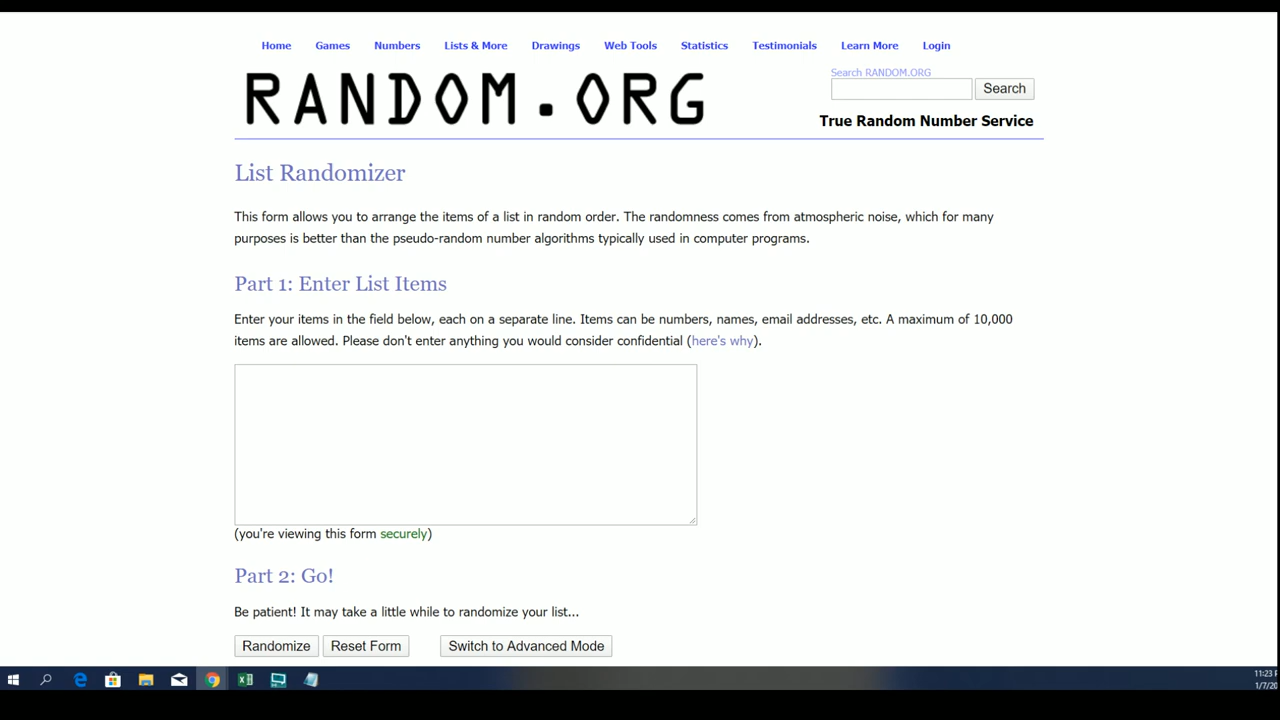 Home Games Numbers Lists & More Drawings Web Tools Statistics Testimonials Learn More Login
RANDOM.ORG
Search RANDOM.ORG
Search
True Random Number Service
List Randomizer
This form allows you to arrange the items of a list in random order. The randomness comes from atmospheric noise, which for many
purposes is better than the pseudo-random number algorithms typically used in computer programs.
Part 1: Enter List Items
Enter your items in the field below, each on a separate line. Items can be numbers, names, email addresses, etc. A maximum of 10,000
items are allowed. Please don't enter anything you would consider confidential (here's why).
(you're viewing this form securely)
Part 2: Go!
Be patient! It may take a little while to randomize your list...
Randomize Reset Form Switch to Advanced Mode
11:23
1/7/20